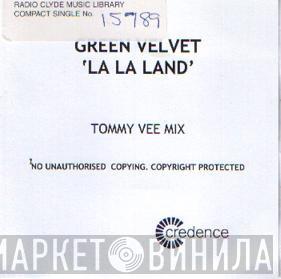 RADIO CLYDE MUSIC LIBRARY
COMPACT SINGLE No. 15789
GREEN VELVET
‘LA LA LAND’
TOMMY VEE MIX
NO UNAUTHORISED COPYING. COPYRIGHT PROTECTED
credence
МАРКЕТ ВИНИЛА